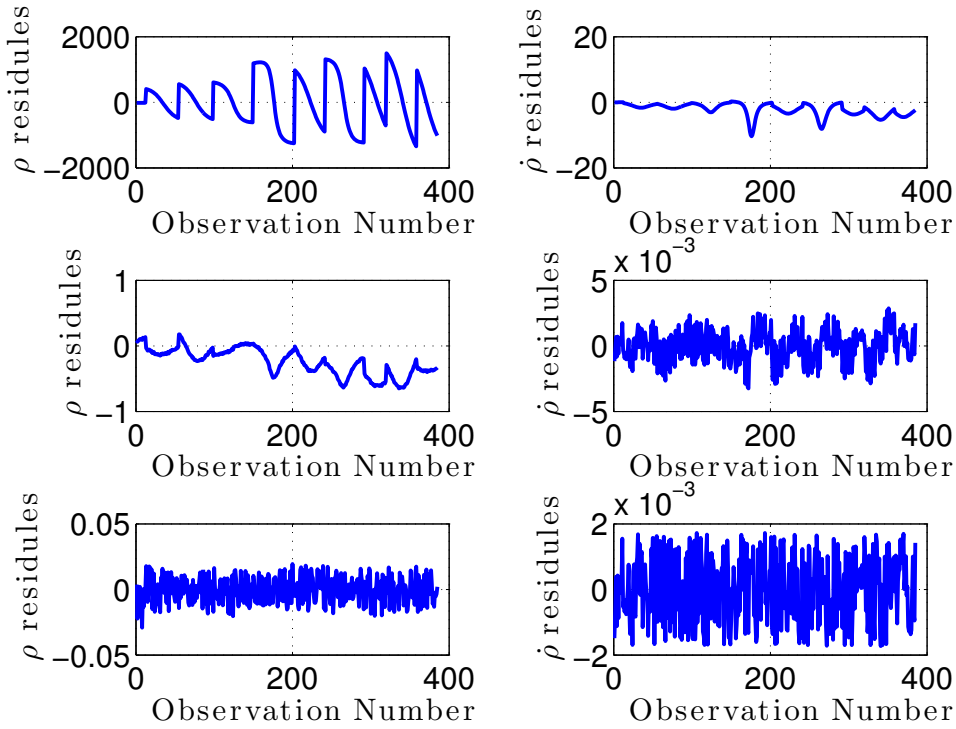 ρ residules
2000
0
−2000
0
200
400
Observation Number
ρ̇ residules
20
0
−20
0
200
400
Observation Number
ρ residules
1
0
−1
0
200
400
Observation Number
ρ̇ residules
x 10−3
5
0
−5
0
200
400
Observation Number
ρ residules
0.05
0
−0.05
0
200
400
Observation Number
ρ̇ residules
x 10−3
2
0
−2
0
200
400
Observation Number